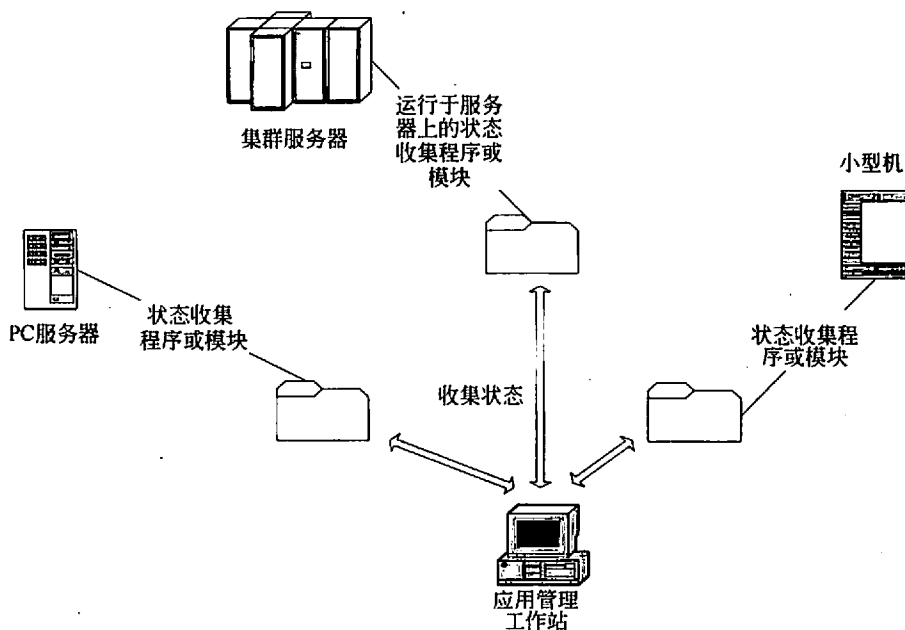 集群服务器
运行于服务
器上的状态
收集程序或
模块
小型机
PC服务器
状态收集
程序或模块
状态收集程
序或模块
收集状态
应用管理
工作站